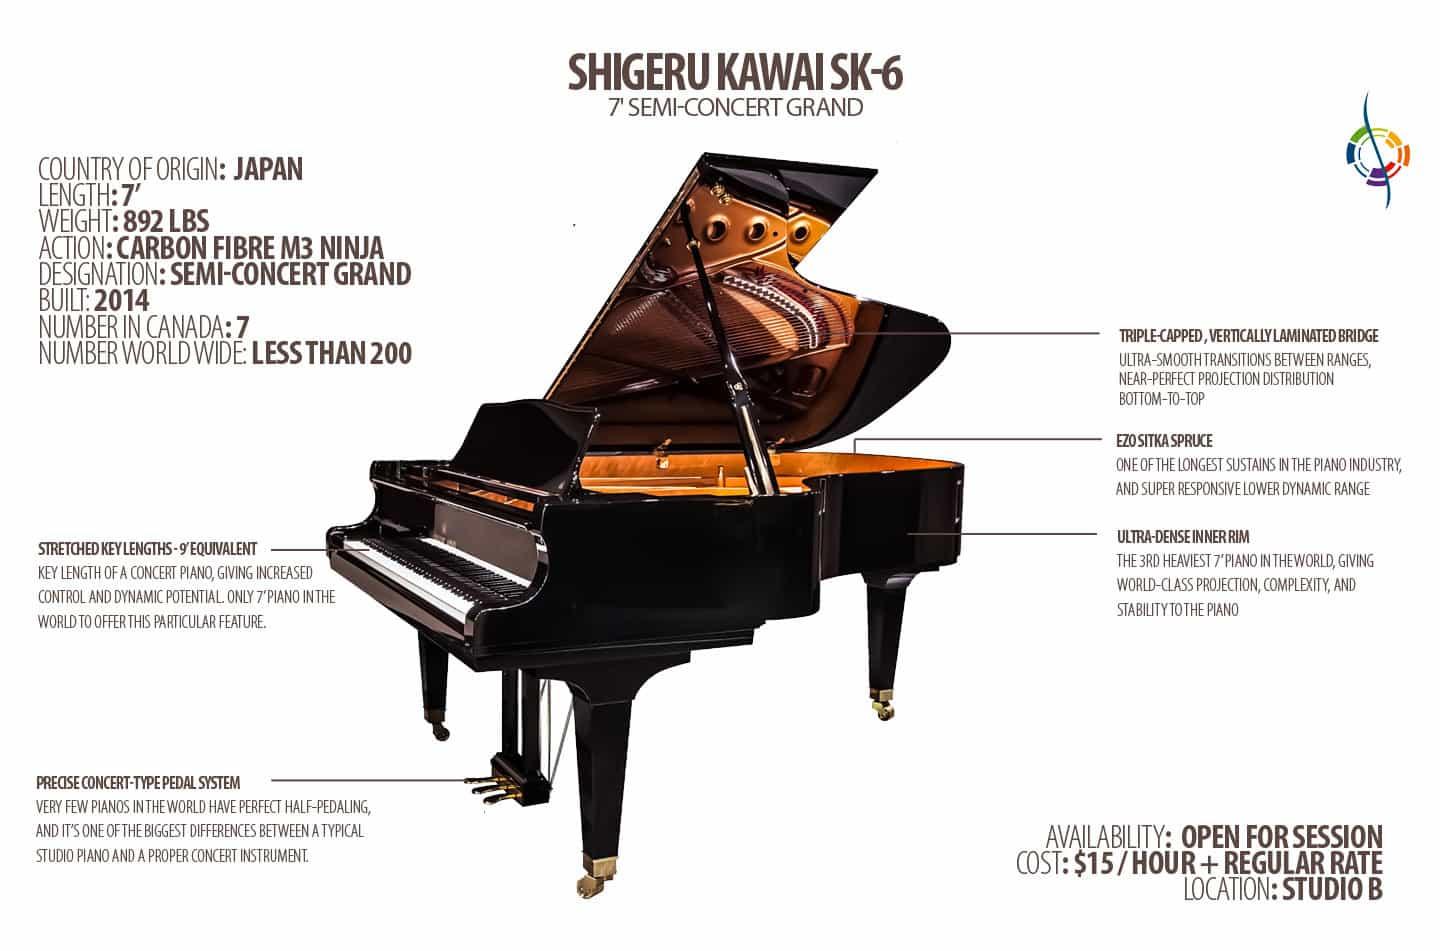 SHIGERU KAWAI SK-6
7' SEMI-CONCERT GRAND
COUNTRY OF ORIGIN: JAPAN
LENGTH: 7'
WEIGHT: 892 LBS
ACTION: CARBON FIBRE M3 NINJA
DESIGNATION: SEMI-CONCERT GRAND
BUILT: 2014
NUMBER IN CANADA: 7
NUMBER WORLD WIDE: LESS THAN 200
TRIPLE-CAPPED, VERTICALLY LAMINATED BRIDGE
ULTRA-SMOOTH TRANSITIONS BETWEEN RANGES,
NEAR-PERFECT PROJECTION DISTRIBUTION
BOTTOM-TO-TOP
EZO SITKA SPRUCE
ONE OF THE LONGEST SUSTAINS IN THE PIANO INDUSTRY,
AND SUPER RESPONSIVE LOWER DYNAMIC RANGE
ULTRA-DENSE INNER RIM
THE 3RD HEAVIEST 7' PIANO IN THE WORLD, GIVING
WORLD-CLASS PROJECTION, COMPLEXITY, AND
STABILITY TO THE PIANO
STRETCHED KEY LENGTHS - 9' EQUIVALENT
KEY LENGTH OF A CONCERT PIANO, GIVING INCREASED
CONTROL AND DYNAMIC POTENTIAL. ONLY 7' PIANO IN THE
WORLD TO OFFER THIS PARTICULAR FEATURE.
PRECISE CONCERT-TYPE PEDAL SYSTEM
VERY FEW PIANOS IN THE WORLD HAVE PERFECT HALF-PEDALING,
AND IT'S ONE OF THE BIGGEST DIFFERENCES BETWEEN A TYPICAL
STUDIO PIANO AND A PROPER CONCERT INSTRUMENT.
AVAILABILITY: OPEN FOR SESSION
COST: $15 / HOUR + REGULAR RATE
LOCATION: STUDIO B